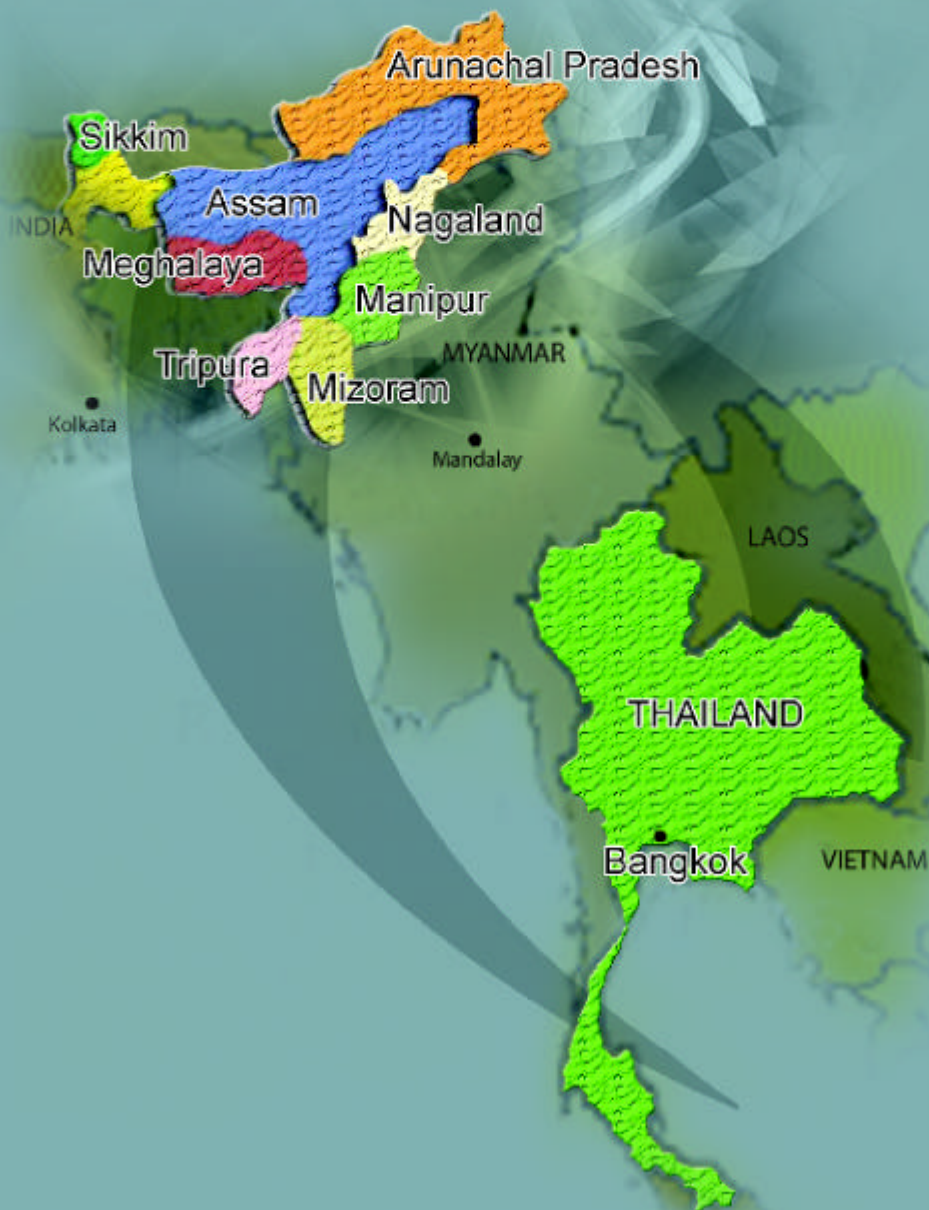 Arunachal Pradesh
Sikkim
Assam
INDIA
Nagaland
Meghalaya
Manipur
MYANMAR
Tripura
Mizoram
Kolkata
Mandalay
LAOS
THAILAND
Bangkok
VIETNAM